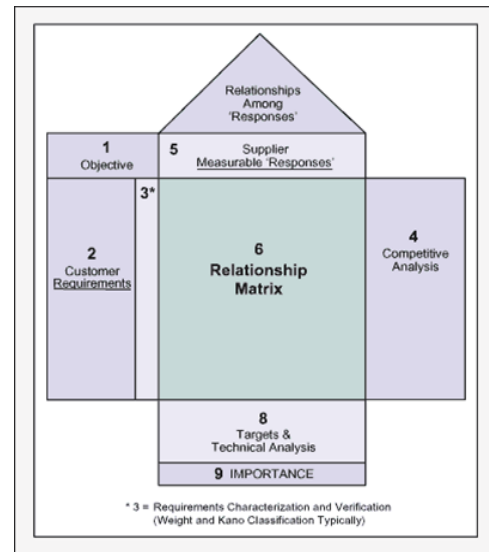 Relationships
Among
'Responses'
1
Objective
5
Supplier
Measurable 'Responses'
3*
2
Customer
Requirements
6
Relationship
Matrix
4
Competitive
Analysis
8
Targets &
Technical Analysis
9 IMPORTANCE
* 3 = Requirements Characterization and Verification
(Weight and Kano Classification Typically)